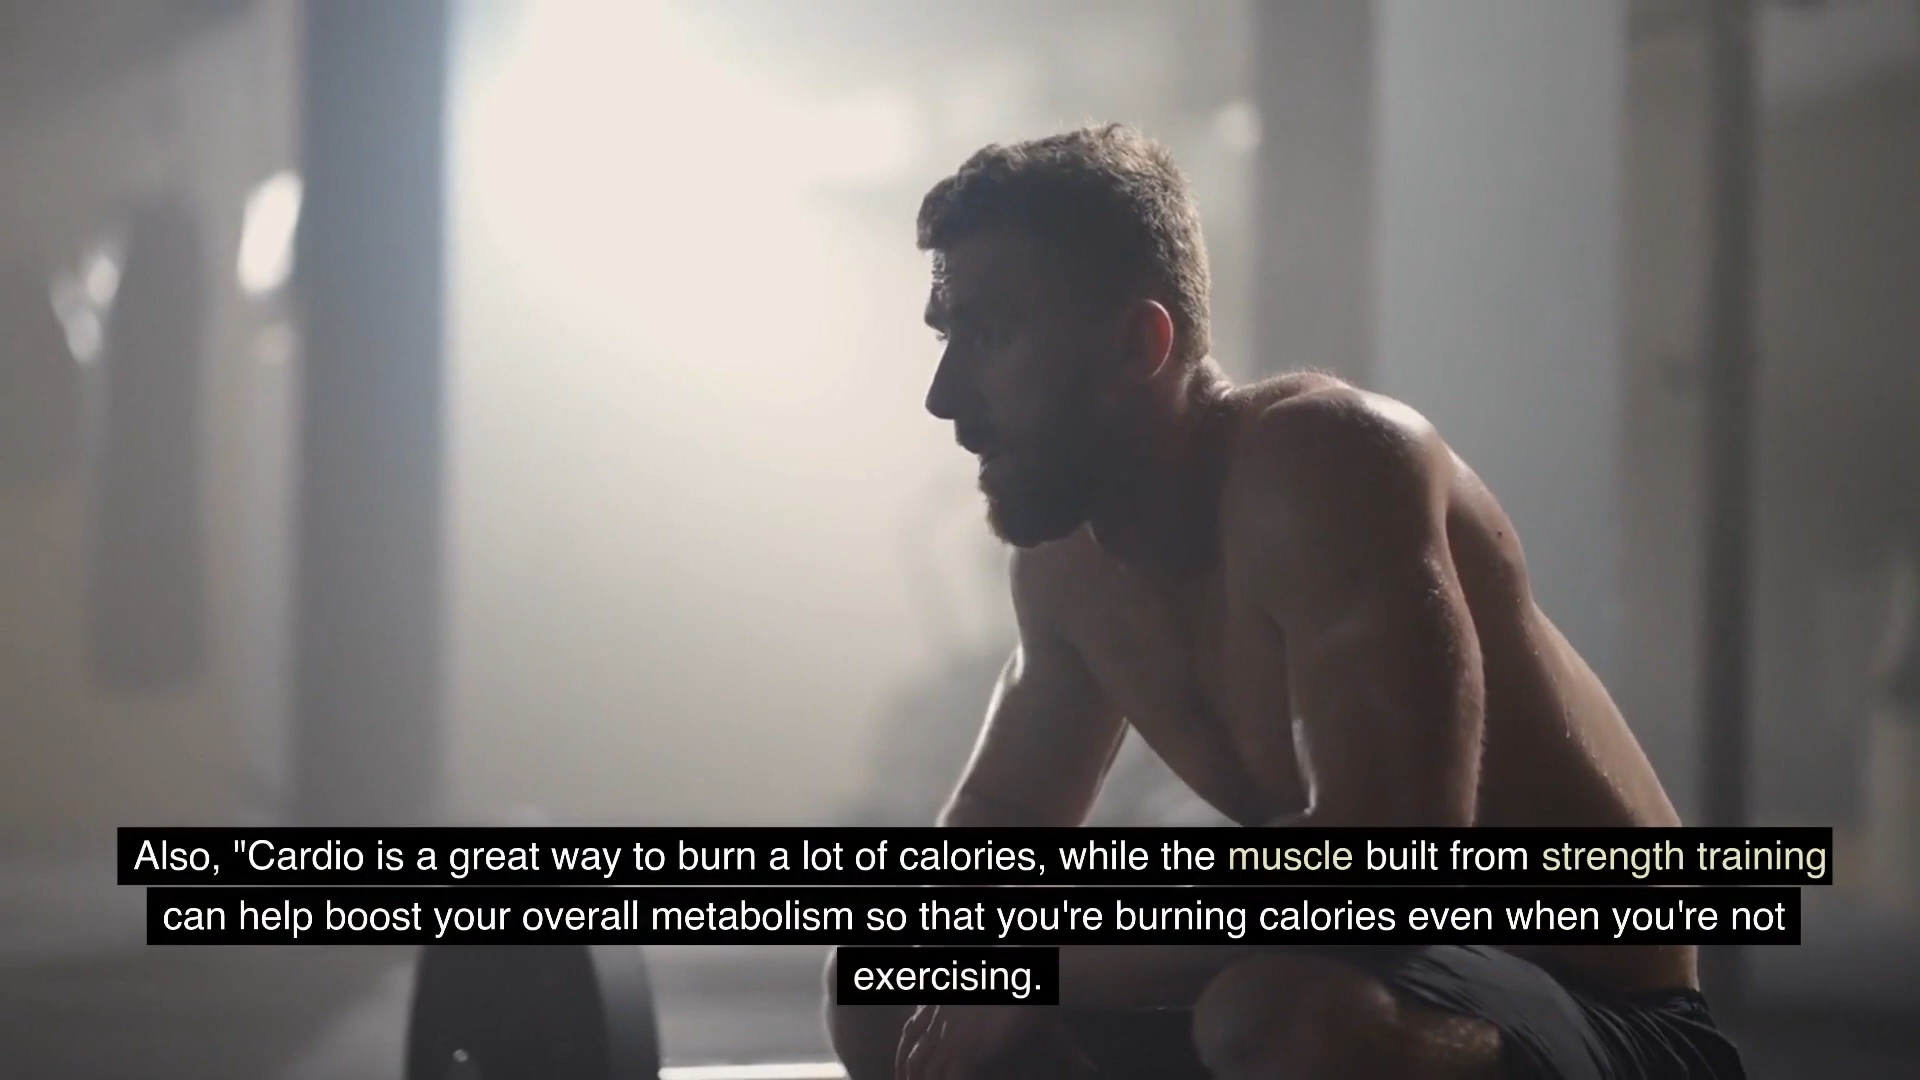 Also, "Cardio is a great way to burn a lot of calories, while the muscle built from strength training
can help boost your overall metabolism so that you're burning calories even when you're not
exercising.